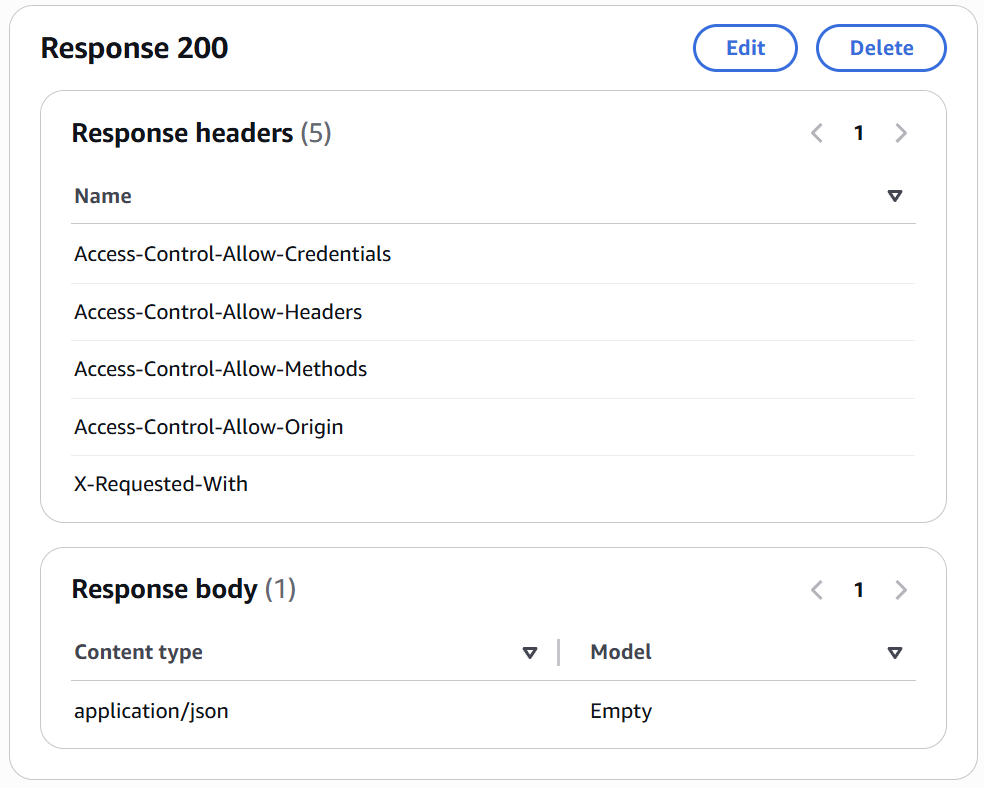 Response 200 Edit Delete
Response headers (5) 1
Name
Access-Control-Allow-Credentials
Access-Control-Allow-Headers
Access-Control-Allow-Methods
Access-Control-Allow-Origin
X-Requested-With
Response body (1) 1
Content type Model
application/json Empty